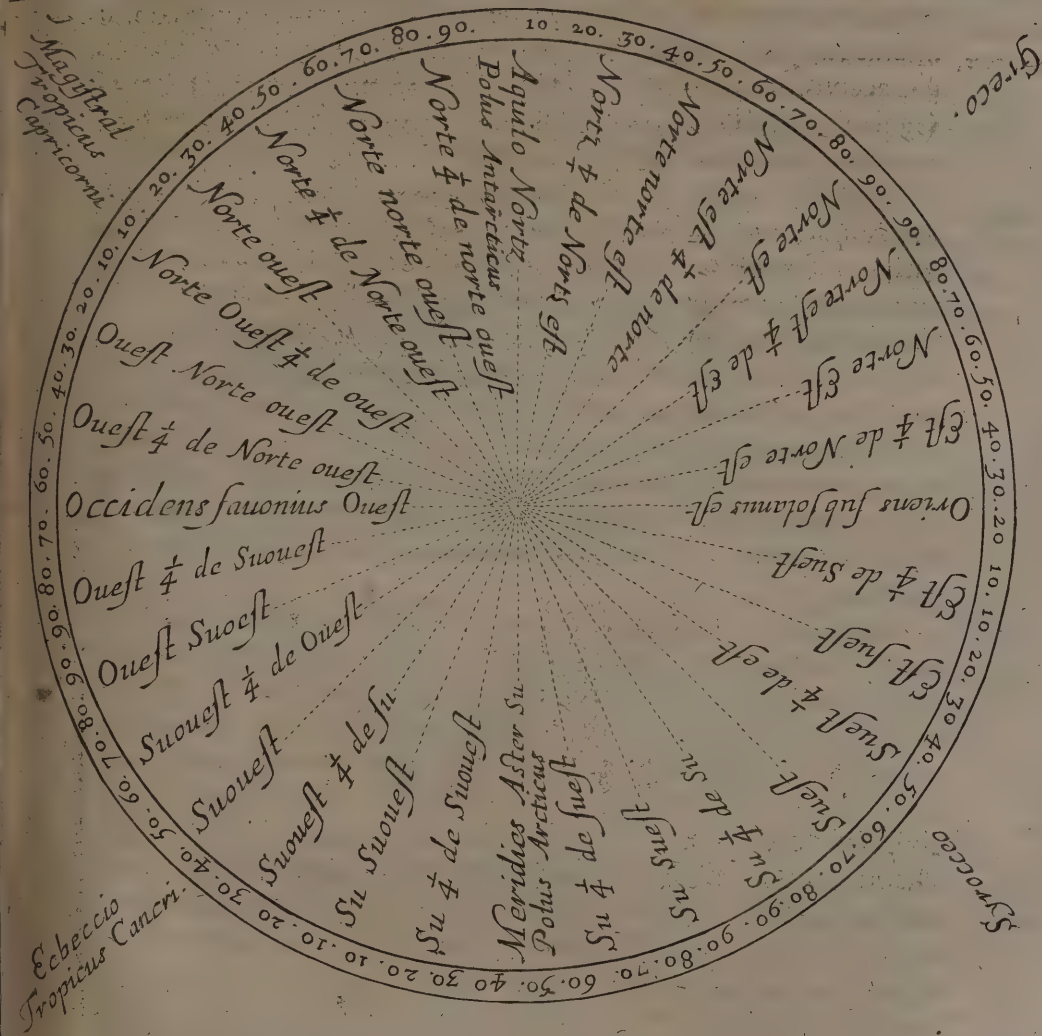 Magistral
Tropicus
Capricorni
Greco.
10. 20. 30. 40. 50. 60. 70. 80. 90. 90. 80. 70. 60. 50. 40. 30. 20 10. 10. 20. 30 40. 50. 60. 70. 80. 90. 90. 80. 70. 60. 50. 40 30. 20. 10. 10. 20 30. 40. 50. 60. 70. 80. 90. 90. 80. 70. 60. 50. 40. 30. 20. 10. 10. 20. 30. 40. 50. 60. 70. 80. 90.
Aquilo Norte
Nortz ¼ de Norts eſt
Norte norte eſt
Norte eſt ¼ de norte
Norte eſt
Norte eſt ¼ de Eſt
Norte Eſt
Eſt ¼ de Norte eſt
Oriens ſubſolanus eſt
Eſt ¼ de Sueſt
Eſt. ſueſt
Sueſt ¼ de eſt
Sueſt.
Su ¼ de Su
Su Sueſt
Su ¼ de ſeuſt
Meridies Aster Su
Polus Arcticus
Su ¼ de Suoueſt
Su Suoueſt
Suoueſt ¼ de ſu
Suoueſt
Suoueſt ¼ de Oueſt
Oueſt Suoeſt
Oueſt ¼ de Suoueſt
Occidens fauonius Oueſt
Oueſt ¼ de Norte oueſt
Oueſt Norte oueſt
Norte Oueſt ¼ de oueſt
Norte oueſt
Norte ¼ de Norte oueſt
Norte norte oueſt
Norte ¼ de norte oueſt
Polus Antarcticus
Ecbeccio
Tropicus Cancri.
Syrocceo